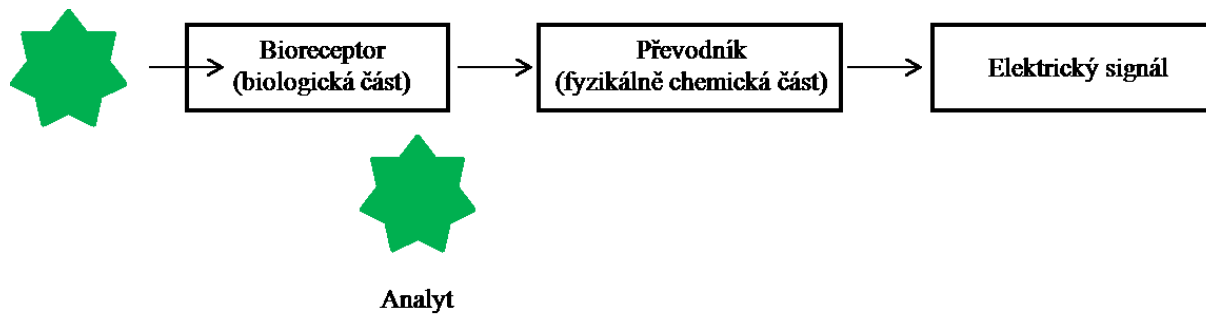 Bioreceptor
(biologická část)
Převodník
(fyzikálně chemická část)
Elektrický signál
Analyt